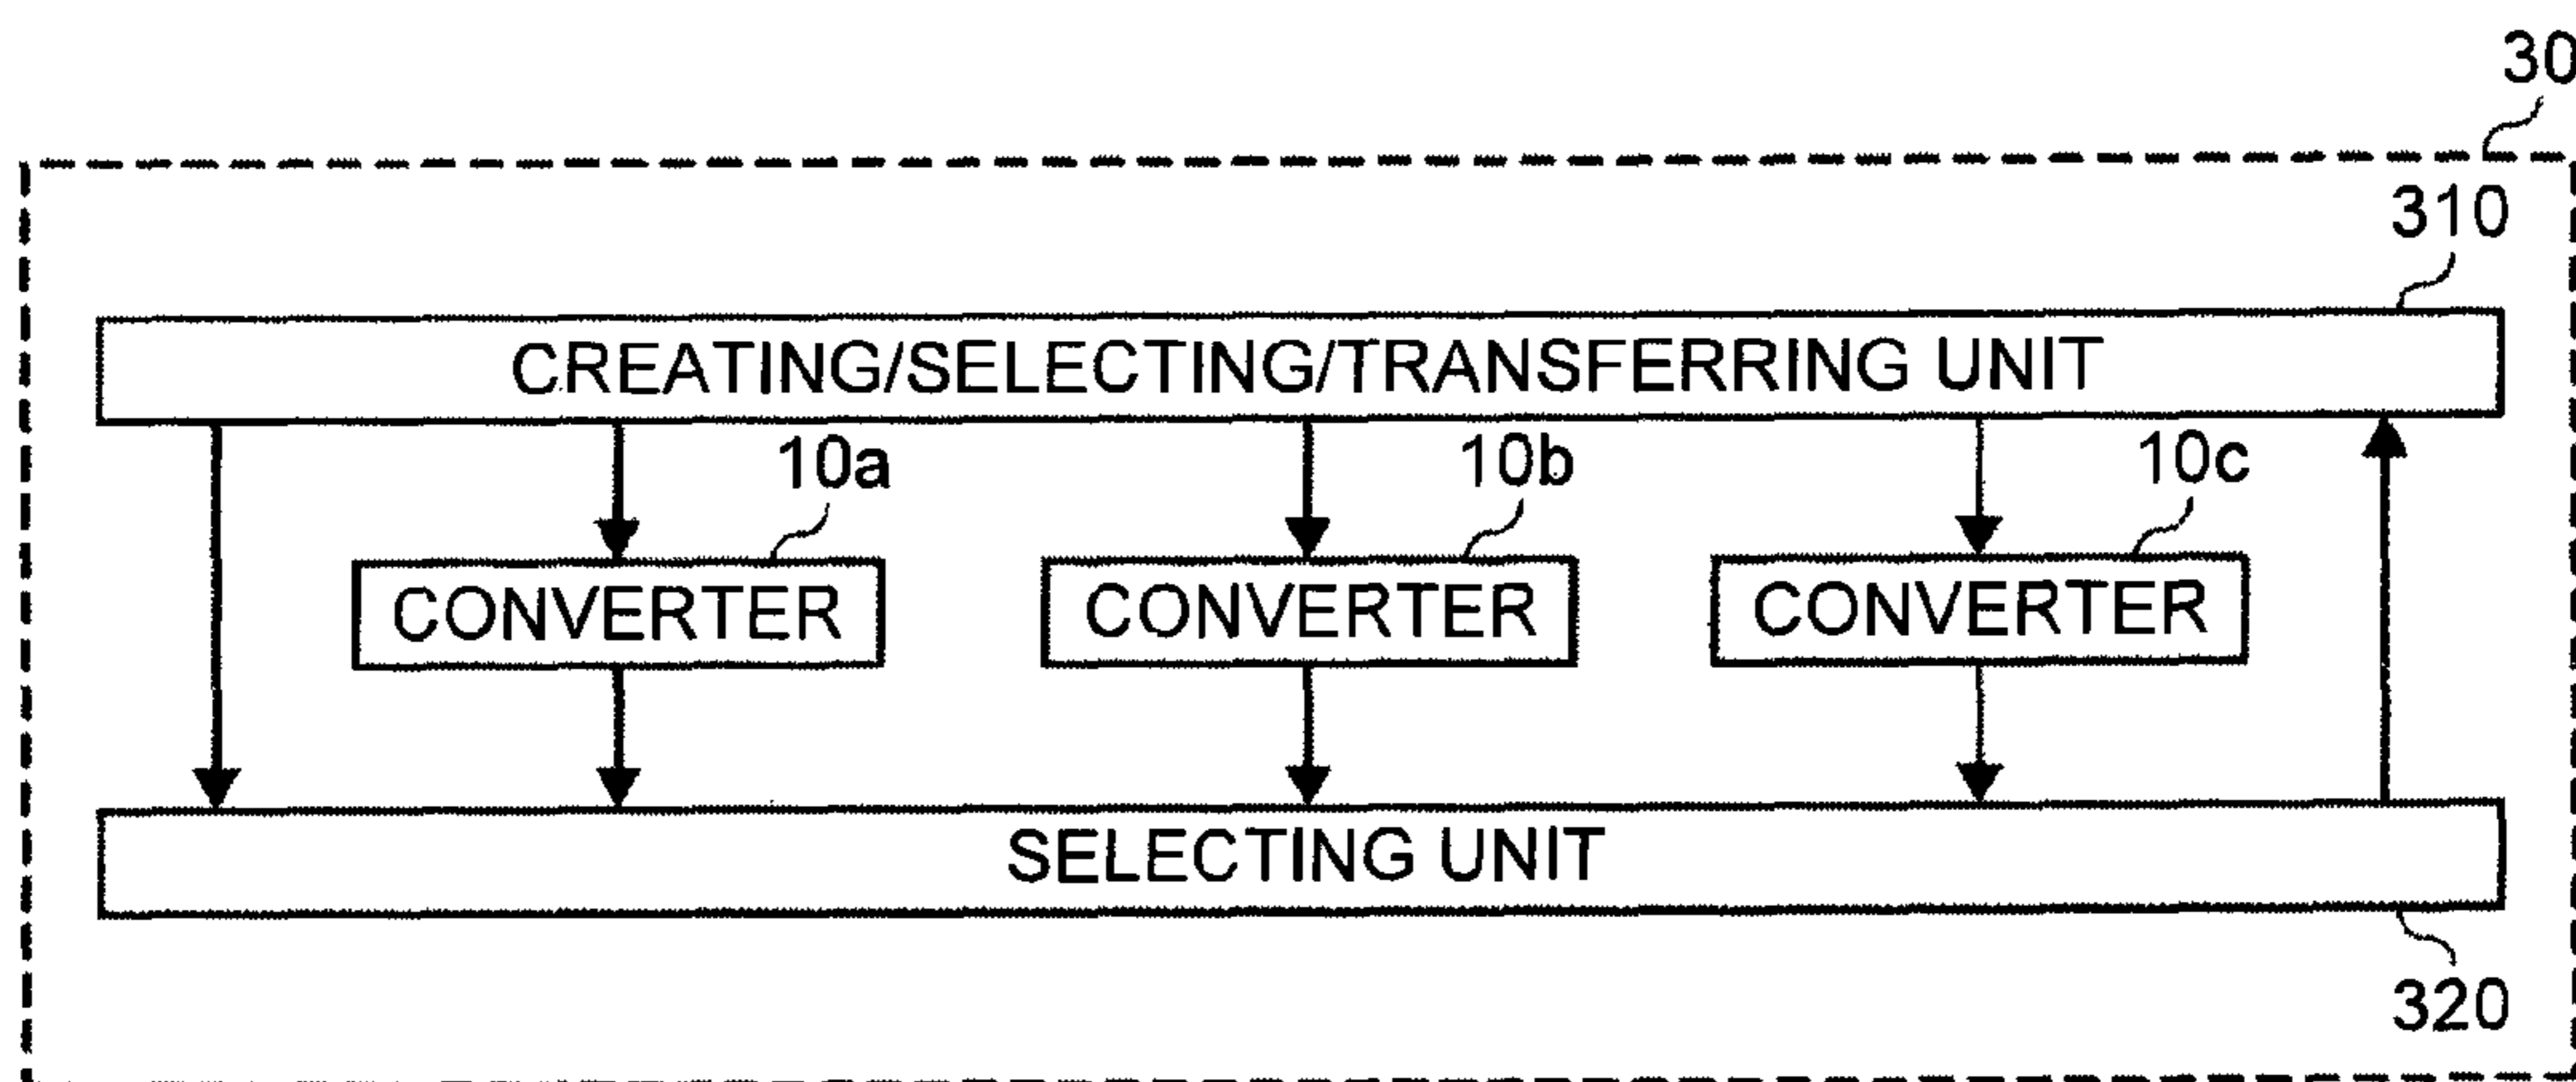 30
310
CREATING/SELECTING/TRANSFERRING UNIT
10a
10b
10c
CONVERTER
CONVERTER
CONVERTER
SELECTING UNIT
320